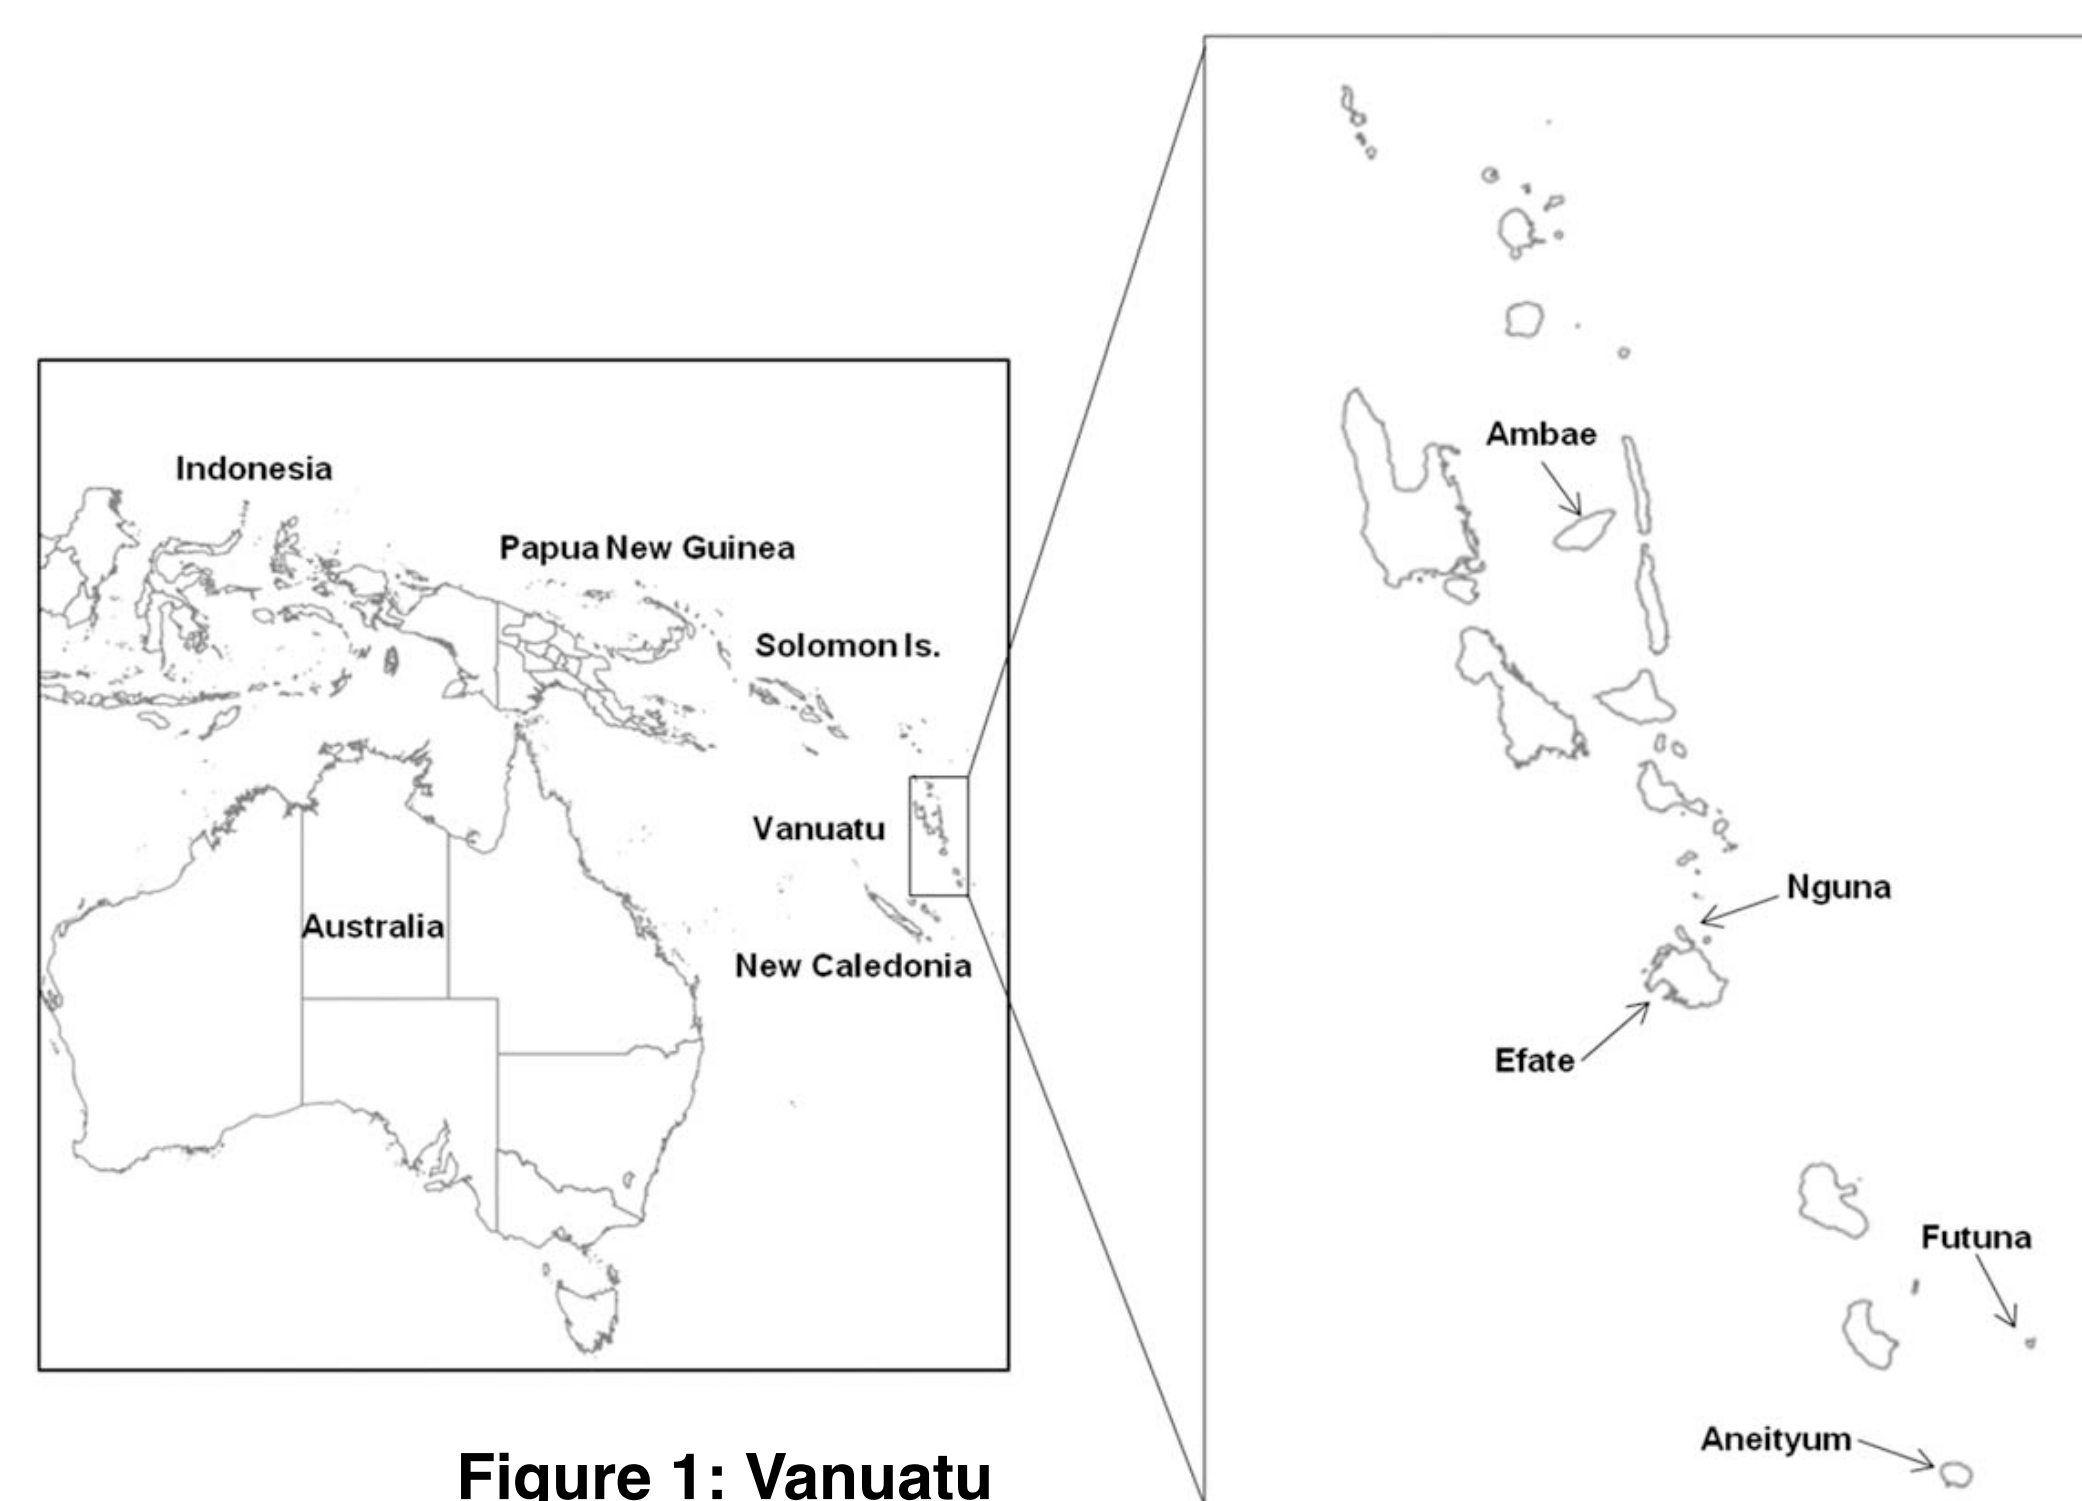 Indonesia
Papua New Guinea
Solomon Is.
Vanuatu
Australia
New Caledonia
Ambae
Nguna
Efate
Futuna
Aneityum
Figure 1: Vanuatu